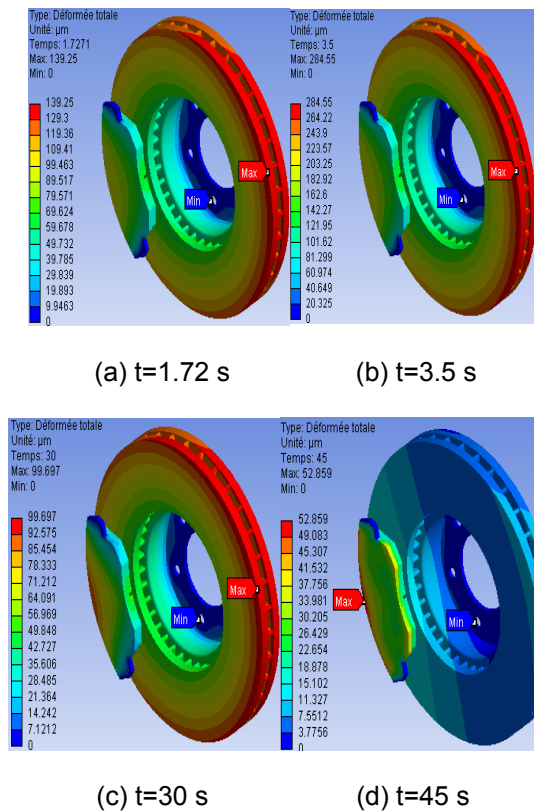 Type: Déformée totale
Unité: µm
Temps: 1.7271
Max: 139.25
Min: 0
139.25
129.3
119.36
109.41
99.463
89.517
79.571
69.624
59.678
49.732
39.785
28.839
19.893
9.9463
0
Max
Min
Type: Déformée totale
Unité: µm
Temps: 3.5
Max: 284.55
Min: 0
284.55
264.22
243.9
223.57
203.25
182.92
162.6
142.27
121.95
101.62
81.299
60.974
40.649
20.325
0
Max
Min
(a) t=1.72 s
(b) t=3.5 s
Type: Déformée totale
Unité: µm
Temps: 30
Max: 99.697
Min: 0
99.697
92.575
85.454
78.333
71.212
64.091
56.969
49.848
42.727
35.606
28.485
21.364
14.242
7.1212
0
Max
Min
Type: Déformée totale
Unité: µm
Temps: 45
Max: 52.859
Min: 0
52.859
49.083
45.307
41.532
37.756
33.981
30.205
26.429
22.654
18.878
15.102
11.327
7.5512
3.7756
0
Max
Min
(c) t=30 s
(d) t=45 s